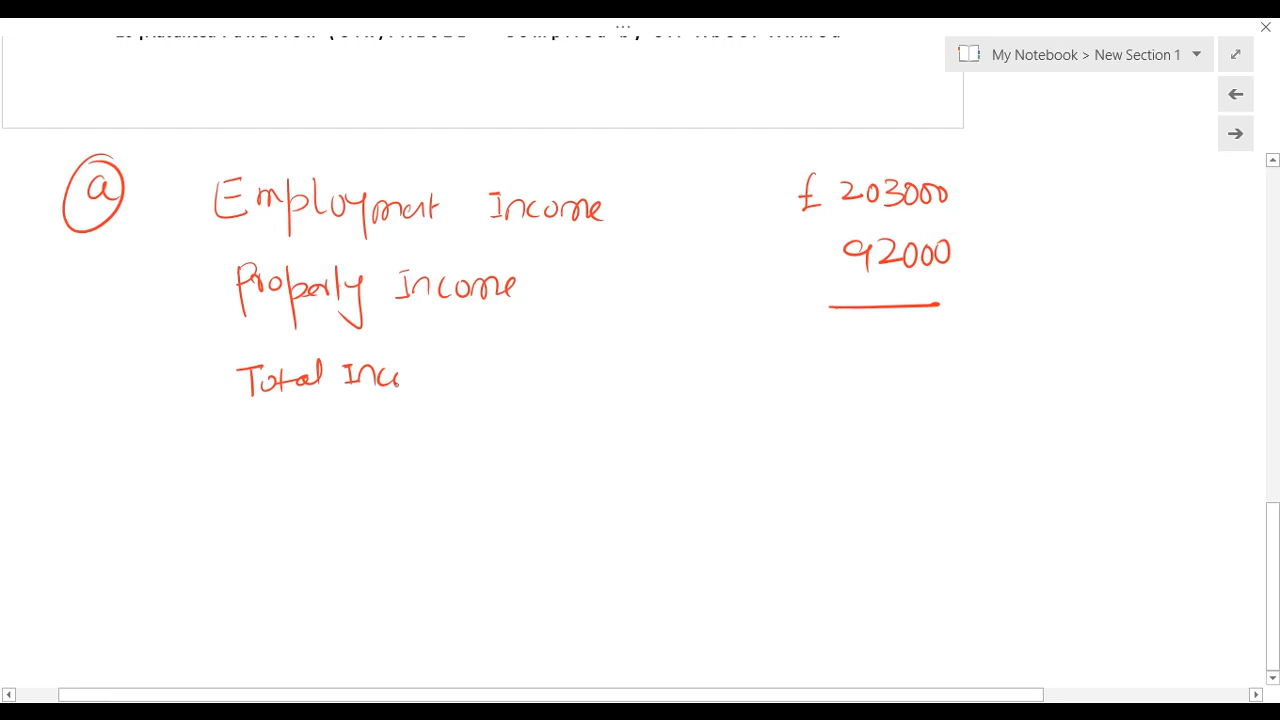 My Notebook > New Section 1
a Employment Income £ 203000
Property Income 92000
Total Inc